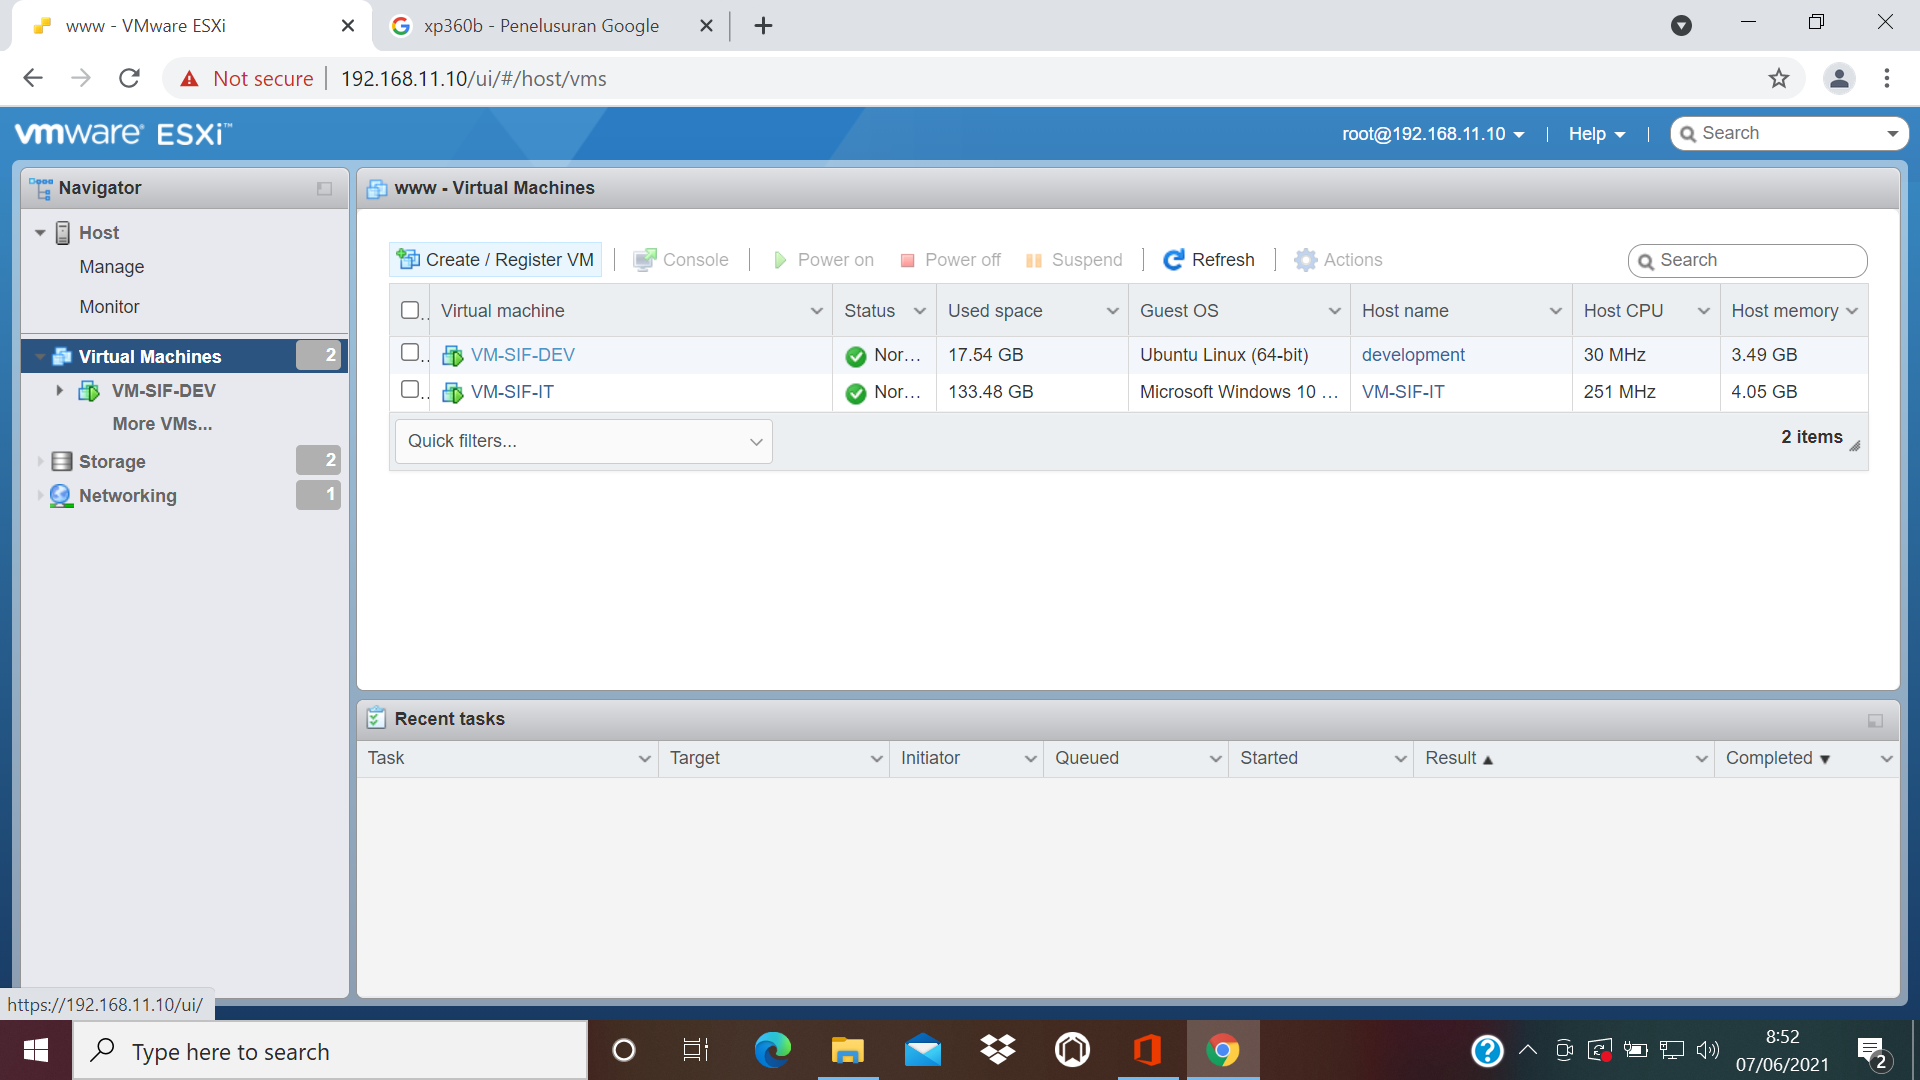 www - VMware ESXi
xp360b - Penelusuran Google
Not secure
192.168.11.10/ui/#/host/vms
vmware ESXi™
root@192.168.11.10
Help
Search
Navigator
Host
Manage
Monitor
Virtual Machines 2
VM-SIF-DEV
More VMs...
Storage 2
Networking 1
www - Virtual Machines
Create / Register VM
Console
Power on
Power off
Suspend
Refresh
Actions
Search
Virtual machine Status Used space Guest OS Host name Host CPU Host memory
VM-SIF-DEV Nor... 17.54 GB Ubuntu Linux (64-bit) development 30 MHz 3.49 GB
VM-SIF-IT Nor... 133.48 GB Microsoft Windows 10 ... VM-SIF-IT 251 MHz 4.05 GB
Quick filters...
2 items
Recent tasks
Task Target Initiator Queued Started Result ▲ Completed ▼
https://192.168.11.10/ui/
Type here to search
8:52
07/06/2021
2